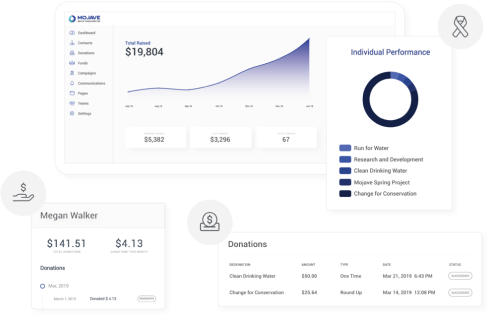 MOJAVE
Dashboard
Contacts
Donations
Funds
Campaigns
Communications
Pages
Teams
Settings
Total Raised
$19,804
$5,382
$3,296
67
Individual Performance
Run for Water
Research and Development
Clean Drinking Water
Mojave Spring Project
Change for Conservation
Megan Walker
$141.51
$4.13
Donations
Mar, 2019
March 1, 2019 Donated $ 4.13
Donations
DESIGNATION AMOUNT TYPE DATE STATUS
Clean Drinking Water $50.00 One Time Mar 21, 2019 6:43 PM
Change for Conservation $25.64 Round Up Mar 14, 2019 12:08 PM